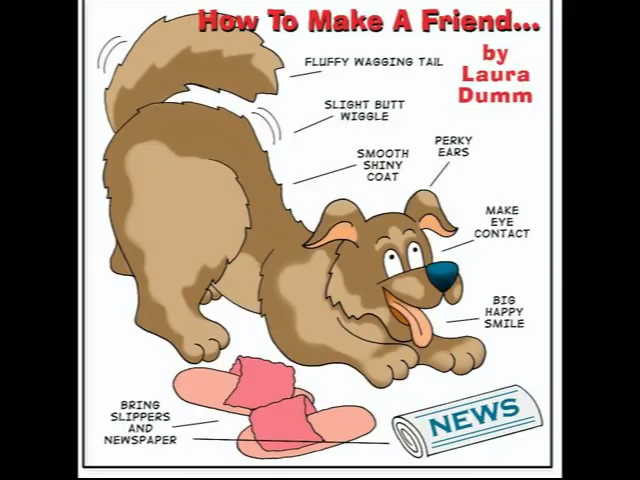 How To Make A Friend...
by
Laura
Dumm
FLUFFY WAGGING TAIL
SLIGHT BUTT
WIGGLE
SMOOTH
SHINY
COAT
PERKY
EARS
MAKE
EYE
CONTACT
BIG
HAPPY
SMILE
BRING
SLIPPERS
AND
NEWSPAPER
NEWS